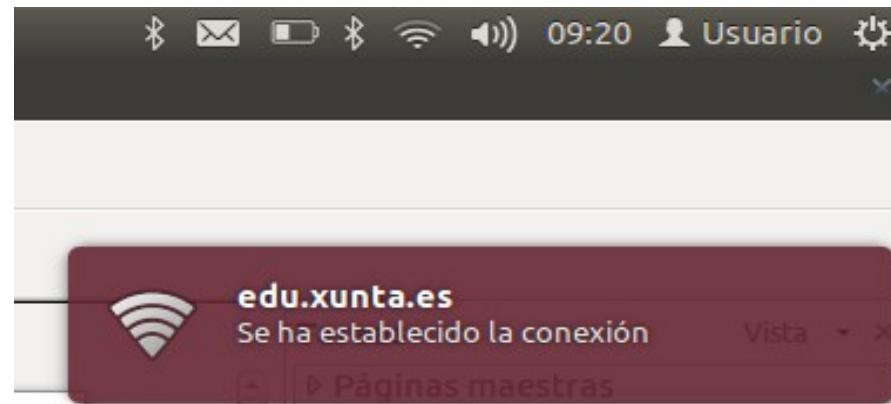 09:20 Usuario
edu.xunta.es
Se ha establecido la conexión
Vista
Páginas maestras